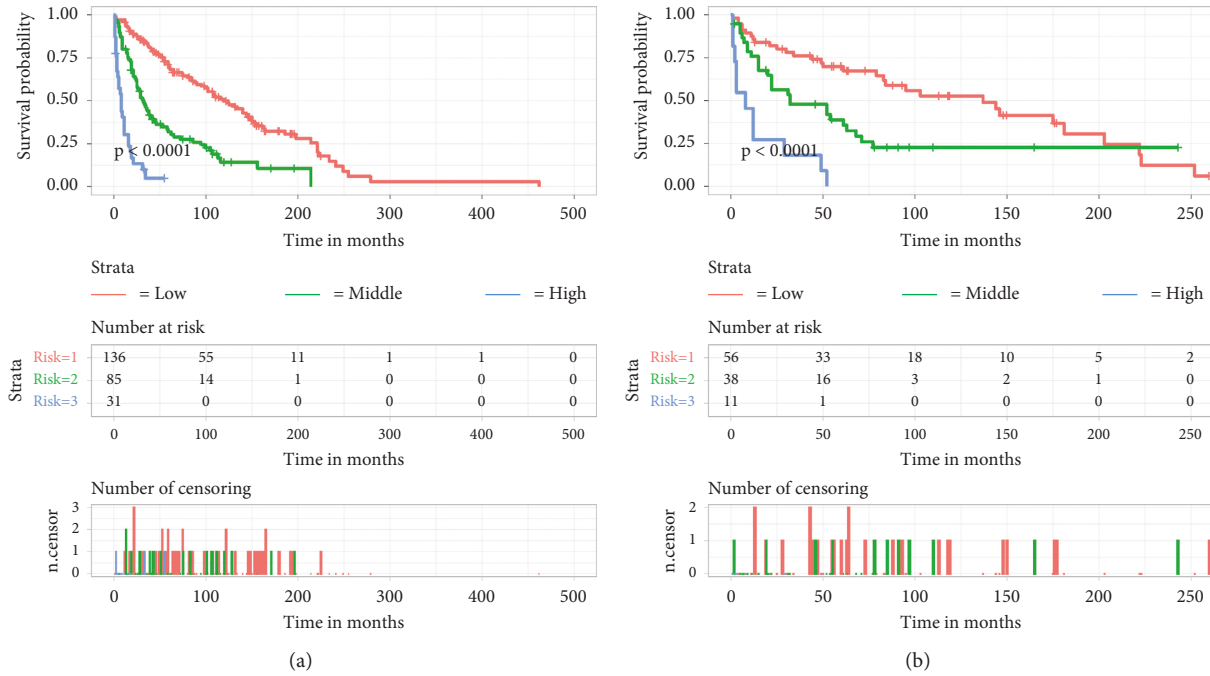 1.00
0.75
0.50
0.25
0.00
Survival probability
p < 0.0001
0 100 200 300 400 500
Time in months
Strata
= Low = Middle = High
Number at risk
Strata
Risk=1 136 55 11 1 1 0
Risk=2 85 14 1 0 0 0
Risk=3 31 0 0 0 0 0
0 100 200 300 400 500
Time in months
Number of censoring
n.censor
3
2
1
0
0 100 200 300 400 500
Time in months
(a)
1.00
0.75
0.50
0.25
0.00
Survival probability
p < 0.0001
0 50 100 150 200 250
Time in months
Strata
= Low = Middle = High
Number at risk
Strata
Risk=1 56 33 18 10 5 2
Risk=2 38 16 3 2 1 0
Risk=3 11 1 0 0 0 0
0 50 100 150 200 250
Time in months
Number of censoring
n.censor
2
1
0
0 50 100 150 200 250
Time in months
(b)